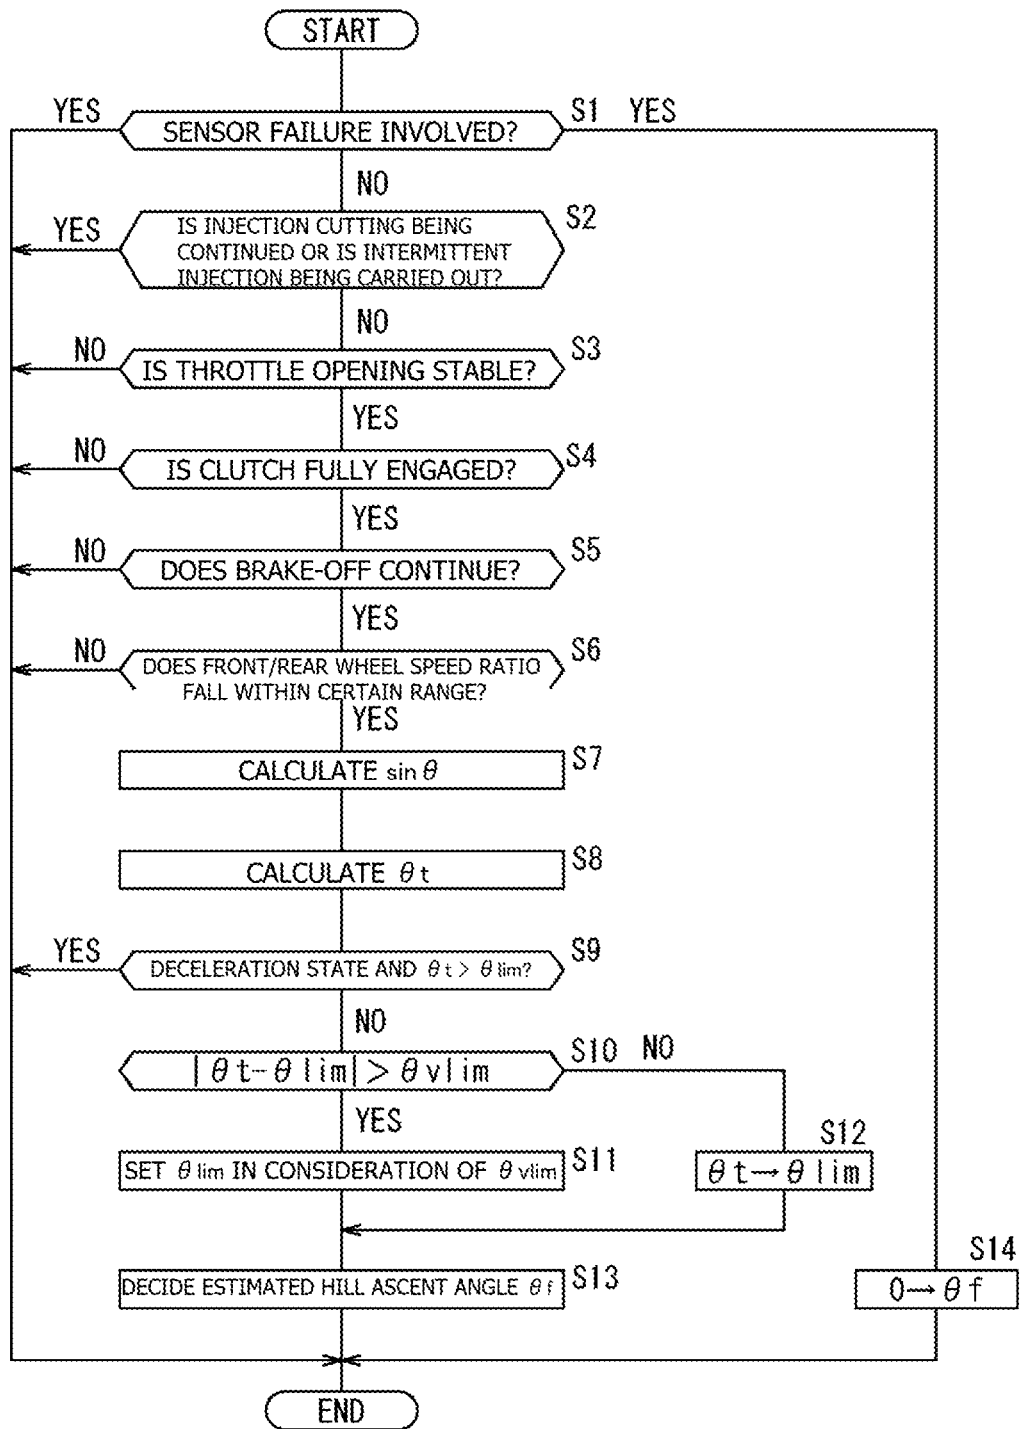 START
YES
SENSOR FAILURE INVOLVED?
S1
YES
NO
YES
IS INJECTION CUTTING BEING
CONTINUED OR IS INTERMITTENT
INJECTION BEING CARRIED OUT?
S2
NO
NO
IS THROTTLE OPENING STABLE?
S3
YES
NO
IS CLUTCH FULLY ENGAGED?
S4
YES
NO
DOES BRAKE-OFF CONTINUE?
S5
YES
NO
DOES FRONT/REAR WHEEL SPEED RATIO
FALL WITHIN CERTAIN RANGE?
S6
YES
CALCULATE sin θ
S7
CALCULATE θt
S8
YES
DECELERATION STATE AND θt > θlim?
S9
NO
|θt-θlim|>θvlim
S10
NO
YES
SET θlim IN CONSIDERATION OF θvlim
S11
S12
θt→θlim
DECIDE ESTIMATED HILL ASCENT ANGLE θf
S13
S14
0→θf
END